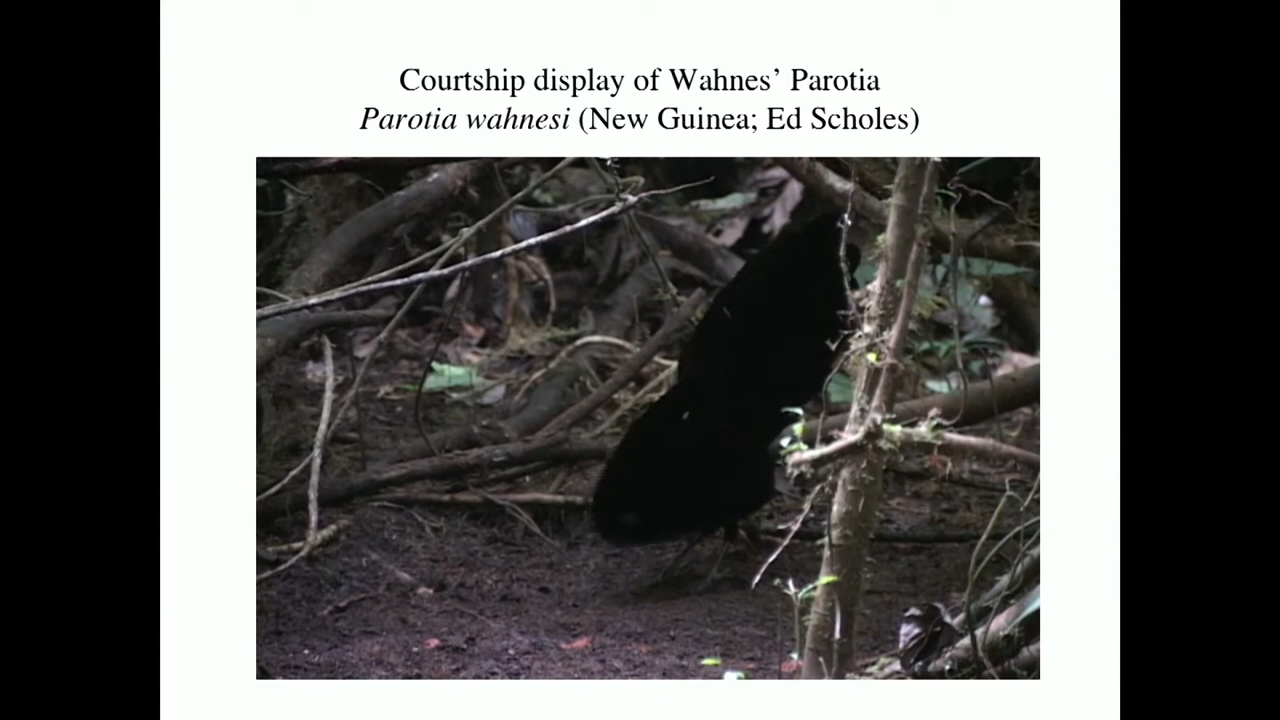 Courtship display of Wahnes’ Parotia
Parotia wahnesi (New Guinea; Ed Scholes)